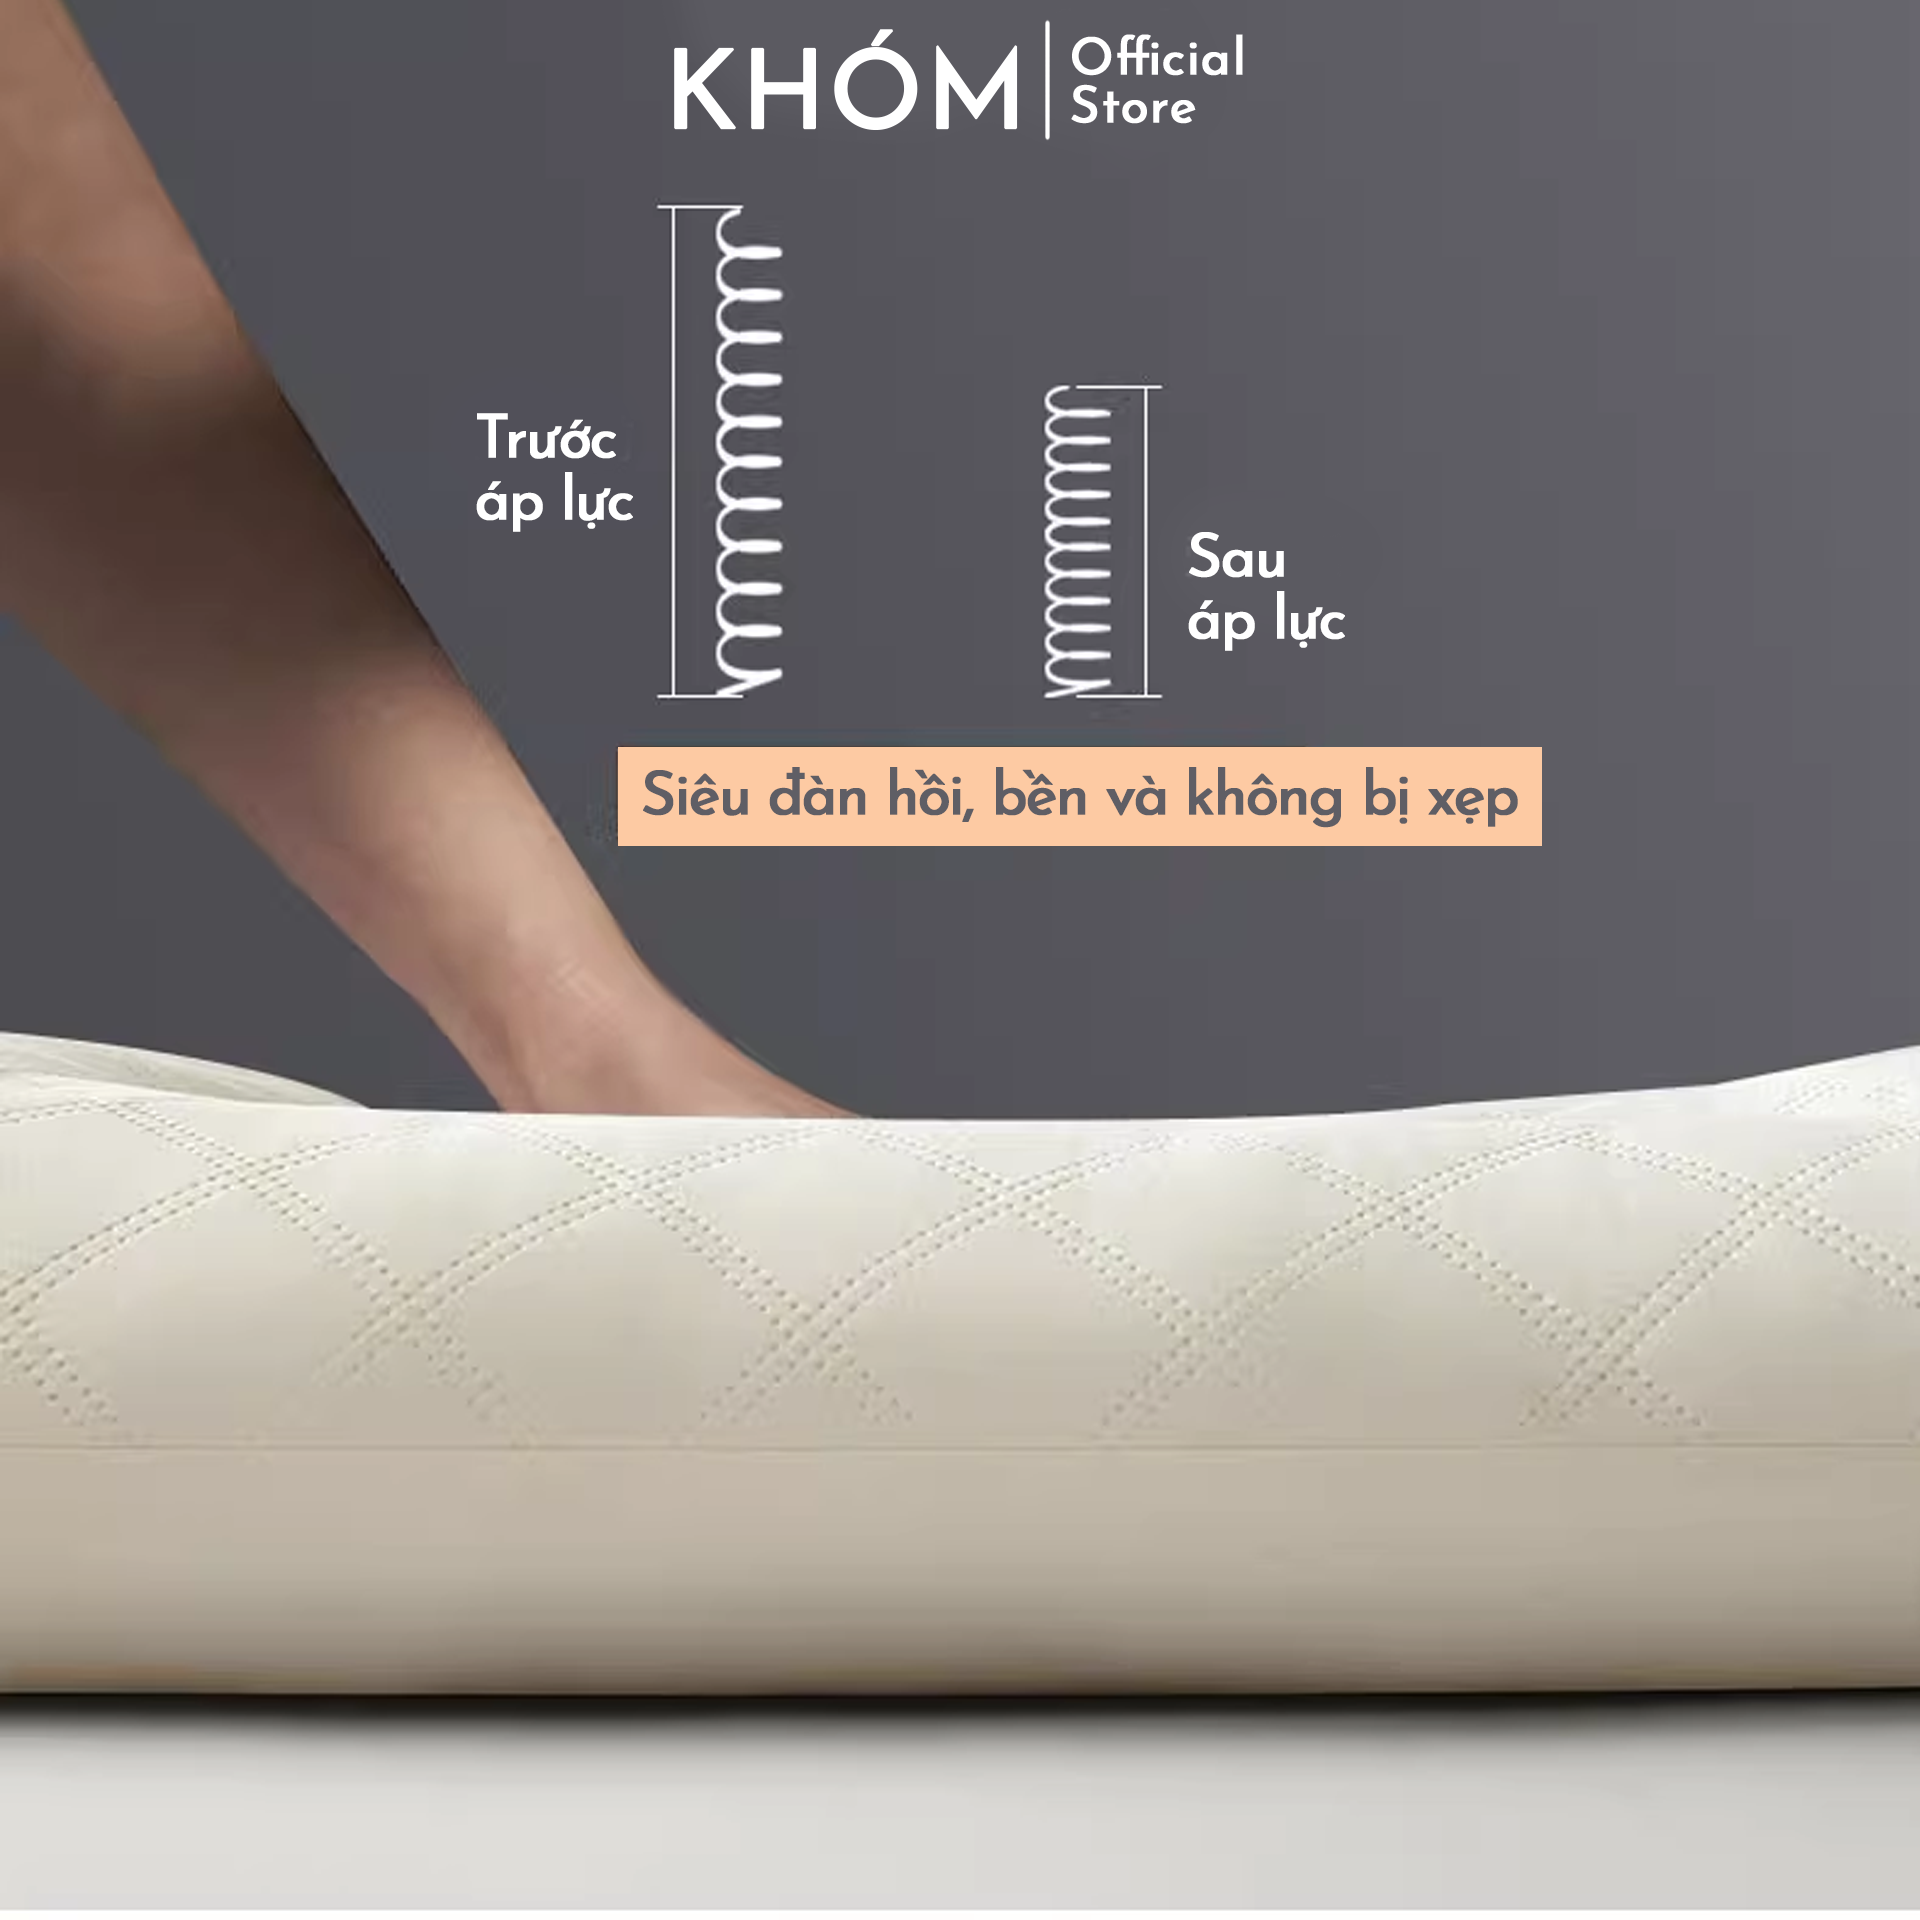 KHÓM
Official
Store
Trước
áp lực
Sau
áp lực
Siêu đàn hồi, bền và không bị xẹp